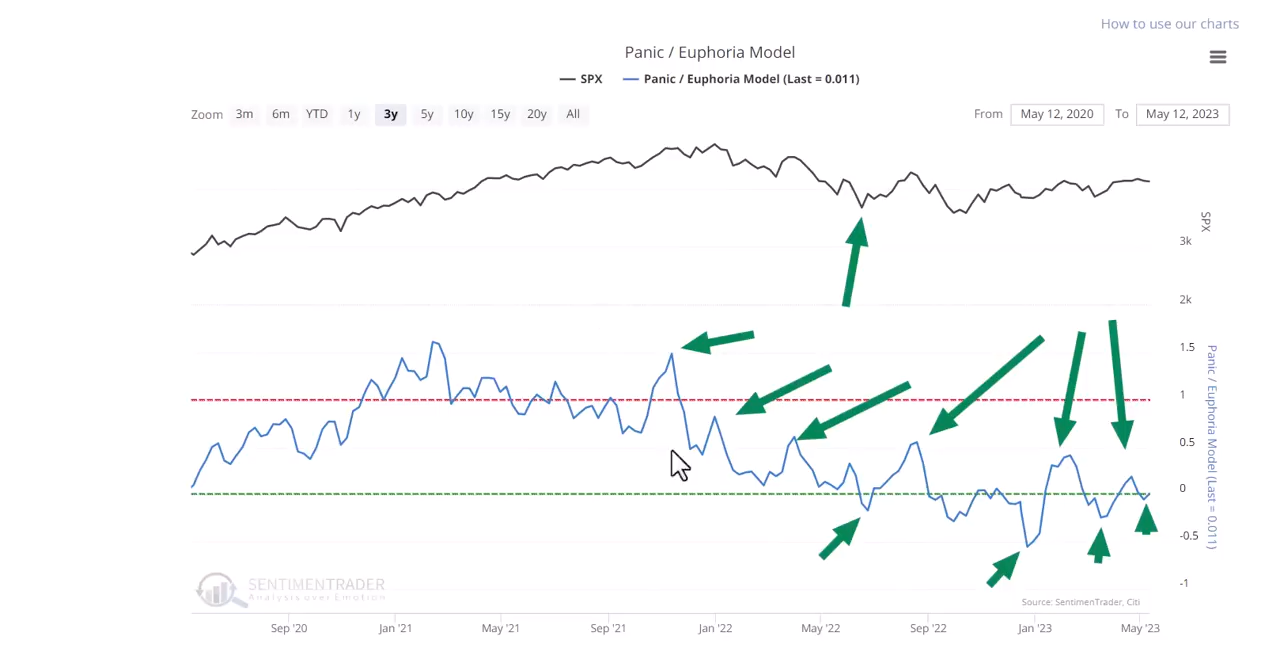 How to use our charts
Panic / Euphoria Model
SPX Panic / Euphoria Model (Last = 0.011)
Zoom 3m 6m YTD 1y 3y 5y 10y 15y 20y All From May 12, 2020 To May 12, 2023
SPX
3k
2k
1.5
1
0.5
0
-0.5
-1
Panic / Euphoria Model (Last = 0.011)
SENTIMENTRADER
Analysis over Emotion
Source: SentimenTrader, Citi
Sep '20 Jan '21 May '21 Sep '21 Jan '22 May '22 Sep '22 Jan '23 May '23